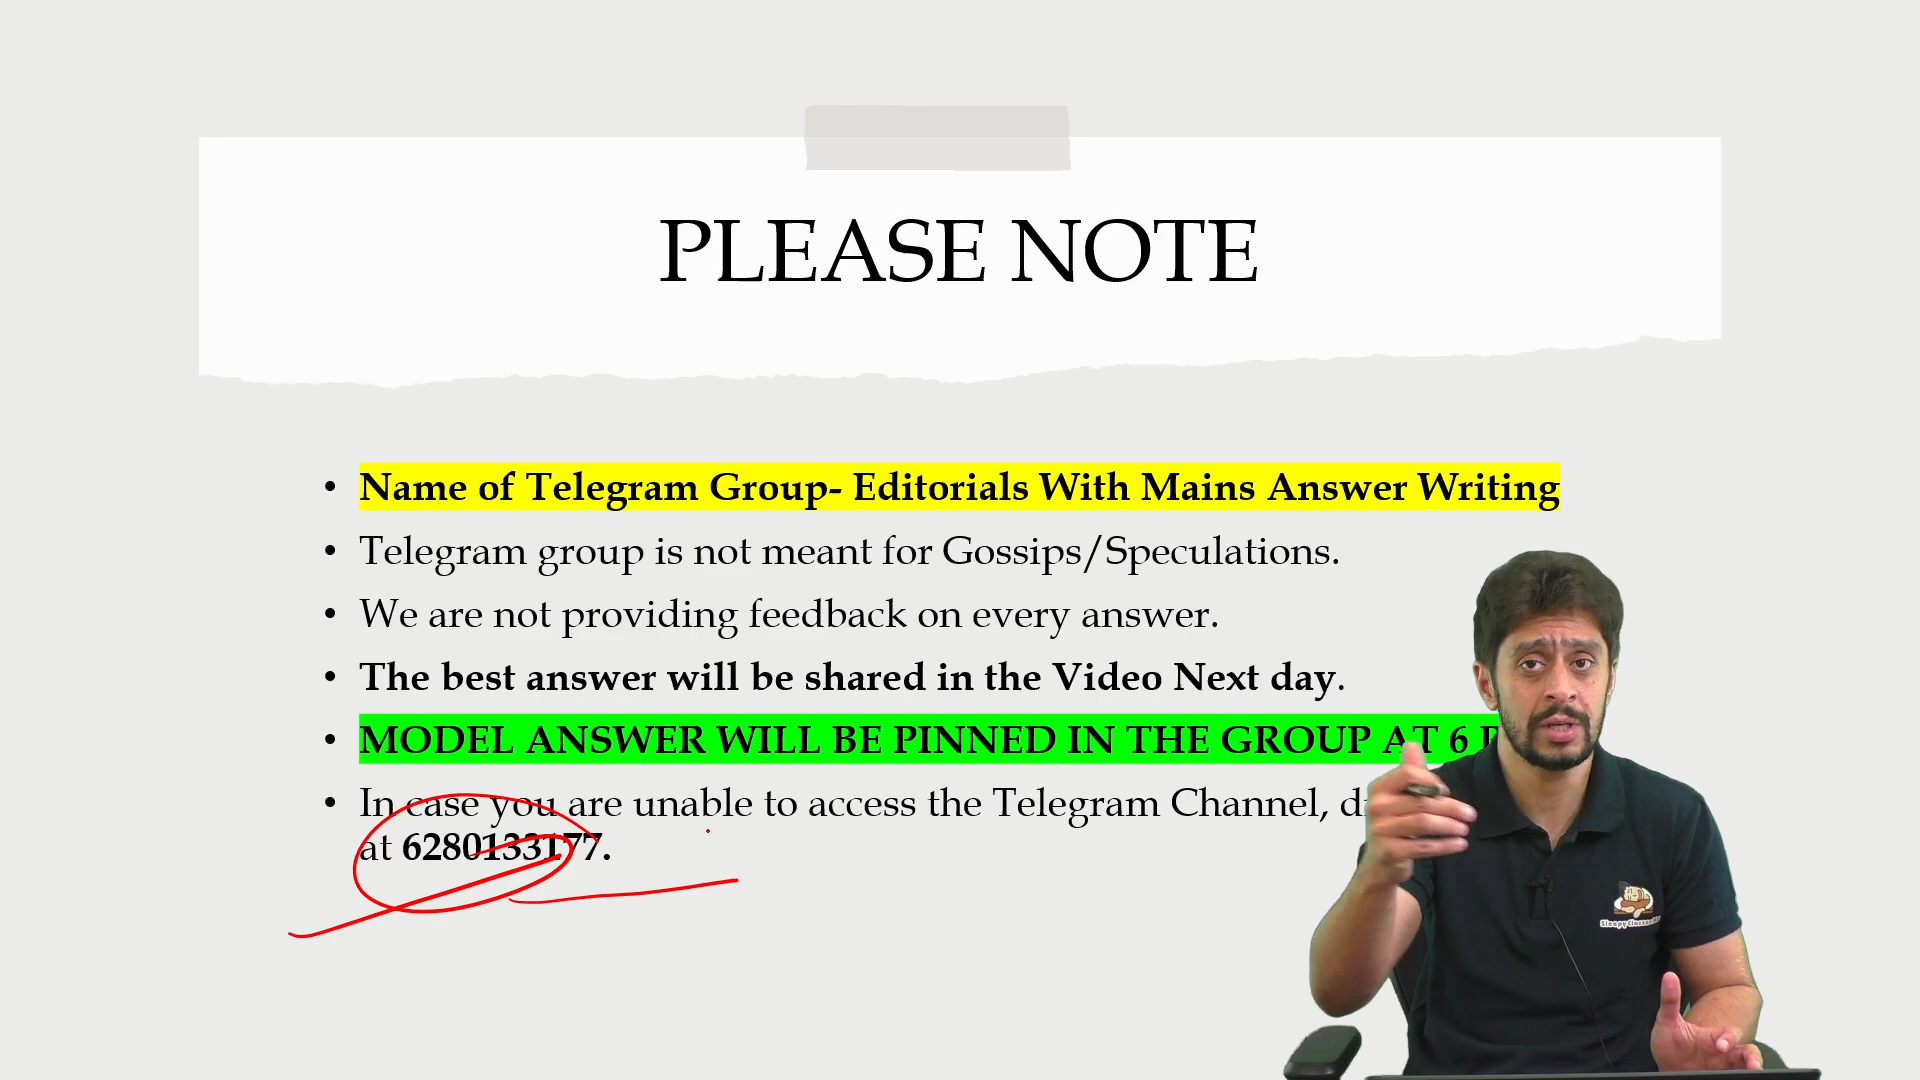 PLEASE NOTE
• Name of Telegram Group- Editorials With Mains Answer Writing
• Telegram group is not meant for Gossips/Speculations.
• We are not providing feedback on every answer.
• The best answer will be shared in the Video Next day.
• MODEL ANSWER WILL BE PINNED IN THE GROUP AT 6
• In case you are unable to access the Telegram Channel,
at 6280133177.